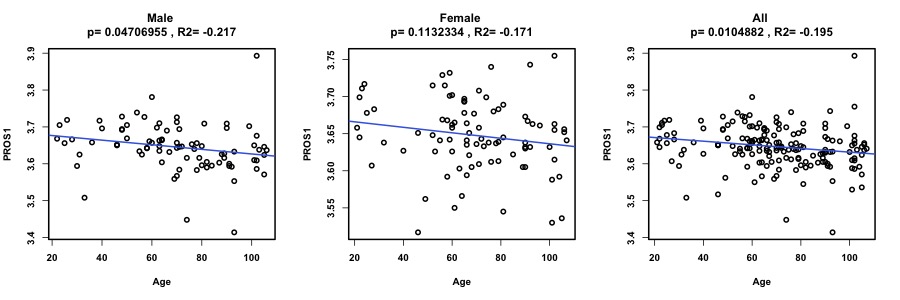 Male
p= 0.04706955 , R2= -0.217
PROS1
3.9
3.8
3.7
3.6
3.5
3.4
20 40 60 80 100
Age
Female
p= 0.1132334 , R2= -0.171
PROS1
3.75
3.70
3.65
3.60
3.55
20 40 60 80 100
Age
All
p= 0.0104882 , R2= -0.195
PROS1
3.9
3.8
3.7
3.6
3.5
3.4
20 40 60 80 100
Age